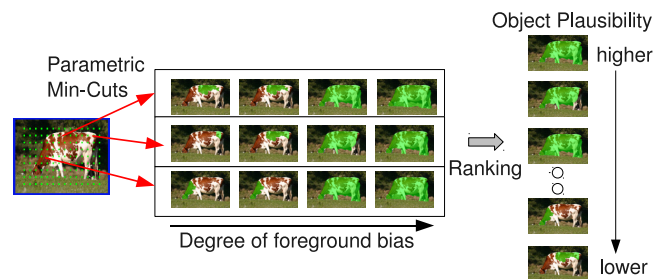 Object Plausibility
Parametric
Min-Cuts
higher
Ranking
Degree of foreground bias
lower